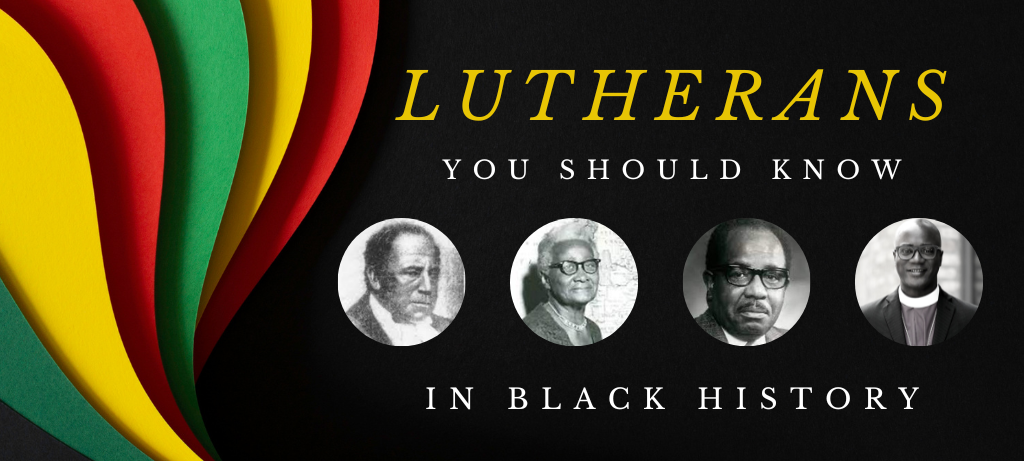 LUTHERANS
YOU SHOULD KNOW
IN BLACK HISTORY